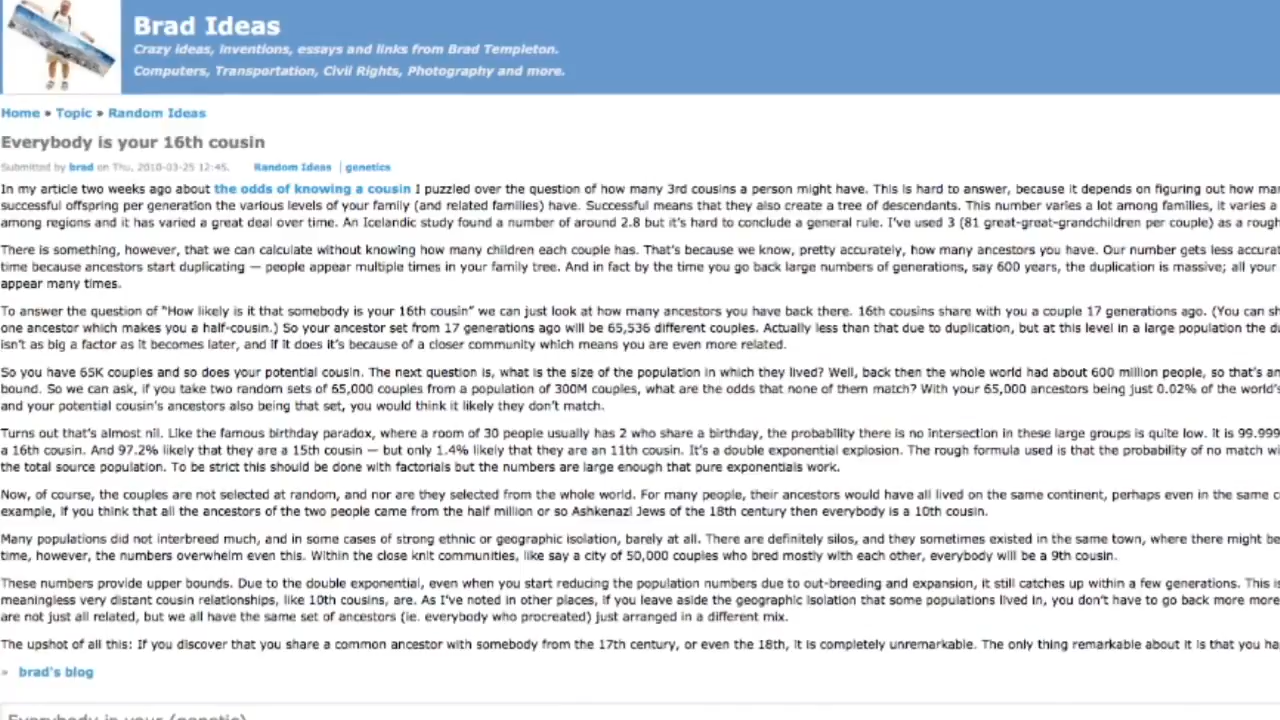 Brad Ideas
Crazy ideas, inventions, essays and links from Brad Templeton.
Computers, Transportation, Civil Rights, Photography and more.
Home » Topic » Random Ideas
Everybody is your 16th cousin
Submitted by brad on Thu, 2010-03-25 12:45. Random Ideas | genetics
In my article two weeks ago about the odds of knowing a cousin I puzzled over the question of how many 3rd cousins a person might have. This is hard to answer, because it depends on figuring out how
successful offspring per generation the various levels of your family (and related families) have. Successful means that they also create a tree of descendants. This number varies a lot among families, it varies a
among regions and it has varied a great deal over time. An Icelandic study found a number of around 2.8 but it's hard to conclude a general rule. I've used 3 (81 great-great-grandchildren per couple) as a rough
There is something, however, that we can calculate without knowing how many children each couple has. That's because we know, pretty accurately, how many ancestors you have. Our number gets less
time because ancestors start duplicating — people appear multiple times in your family tree. And in fact by the time you go back large numbers of generations, say 600 years, the duplication is massive; all your
appear many times.
To answer the question of "How likely is it that somebody is your 16th cousin" we can just look at how many ancestors you have back there. 16th cousins share with you a couple 17 generations ago. (You can
one ancestor which makes you a half-cousin.) So your ancestor set from 17 generations ago will be 65,536 different couples. Actually less than that due to duplication, but at this level in a large population the
isn't as big a factor as it becomes later, and if it does it's because of a closer community which means you are even more related.
So you have 65K couples and so does your potential cousin. The next question is, what is the size of the population in which they lived? Well, back then the whole world had about 600 million people, so that's
bound. So we can ask, if you take two random sets of 65,000 couples from a population of 300M couples, what are the odds that none of them match? With your 65,000 ancestors being just 0.02% of the world's
and your potential cousin's ancestors also being that set, you would think it likely they don't match.
Turns out that's almost nil. Like the famous birthday paradox, where a room of 30 people usually has 2 who share a birthday, the probability there is no intersection in these large groups is quite low. it is 99.999
a 16th cousin. And 97.2% likely that they are a 15th cousin — but only 1.4% likely that they are an 11th cousin. It's a double exponential explosion. The rough formula used is that the probability of no match
the total source population. To be strict this should be done with factorials but the numbers are large enough that pure exponentials work.
Now, of course, the couples are not selected at random, and nor are they selected from the whole world. For many people, their ancestors would have all lived on the same continent, perhaps even in the same
example, if you think that all the ancestors of the two people came from the half million or so Ashkenazi Jews of the 18th century then everybody is a 10th cousin.
Many populations did not interbreed much, and in some cases of strong ethnic or geographic isolation, barely at all. There are definitely silos, and they sometimes existed in the same town, where there might be
time, however, the numbers overwhelm even this. Within the close knit communities, like say a city of 50,000 couples who bred mostly with each other, everybody will be a 9th cousin.
These numbers provide upper bounds. Due to the double exponential, even when you start reducing the population numbers due to out-breeding and expansion, it still catches up within a few generations. This is
meaningless very distant cousin relationships, like 10th cousins, are. As I've noted in other places, if you leave aside the geographic isolation that some populations lived in, you don't have to go back more more
are not just all related, but we all have the same set of ancestors (ie. everybody who procreated) just arranged in a different mix.
The upshot of all this: If you discover that you share a common ancestor with somebody from the 17th century, or even the 18th, it is completely unremarkable. The only thing remarkable about it is that you
» brad's blog
Everybody is your (genetic)